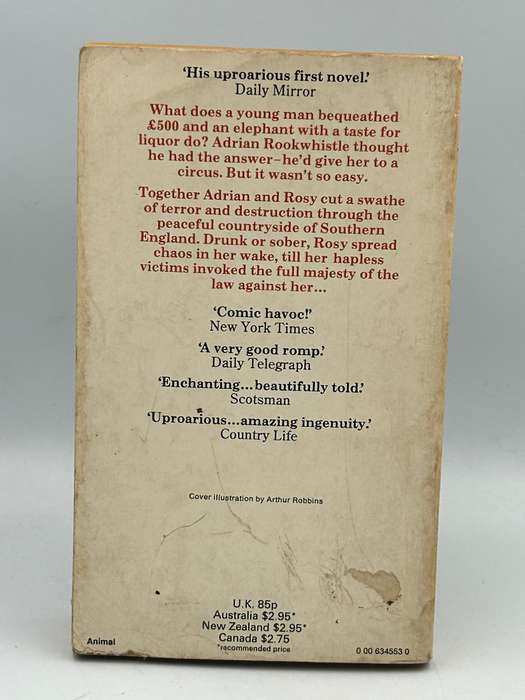 ‘His uproarious first novel.’
Daily Mirror
What does a young man bequeathed
£500 and an elephant with a taste for
liquor do? Adrian Rookwhistle thought
he had the answer–he’d give her to a
circus. But it wasn’t so easy.
Together Adrian and Rosy cut a swathe
of terror and destruction through the
peaceful countryside of Southern
England. Drunk or sober, Rosy spread
chaos in her wake, till her hapless
victims invoked the full majesty of the
law against her...
‘Comic havoc!’
New York Times
‘A very good romp.’
Daily Telegraph
‘Enchanting...beautifully told.’
Scotsman
‘Uproarious...amazing ingenuity.’
Country Life
Cover illustration by Arthur Robbins
U.K. 85p
Australia $2.95*
New Zealand $2.95*
Canada $2.75
*recommended price
Animal
0 00 634553 0